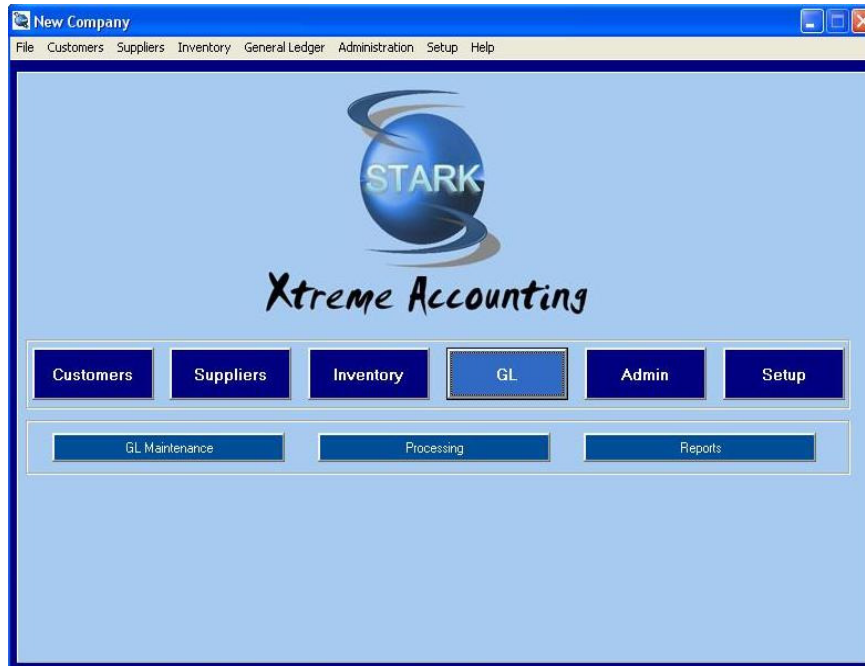 New Company
File Customers Suppliers Inventory General Ledger Administration Setup Help
STARK
Xtreme Accounting
Customers Suppliers Inventory GL Admin Setup
GL Maintenance Processing Reports